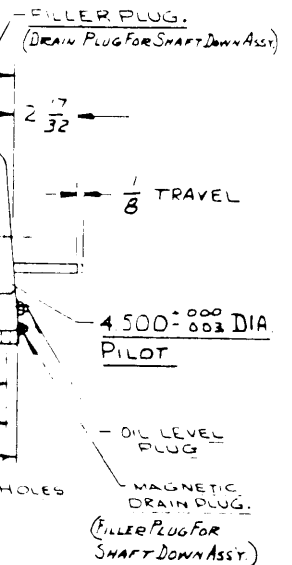 FILLER PLUG.
(DRAIN PLUG FOR SHAFT DOWN ASSY.)
2 17/32
1/8 TRAVEL
4.500 +.000 -.003 DIA.
PILOT
OIL LEVEL
PLUG
HOLES
MAGNETIC
DRAIN PLUG.
(FILLER PLUG FOR
SHAFT DOWN ASSY.)